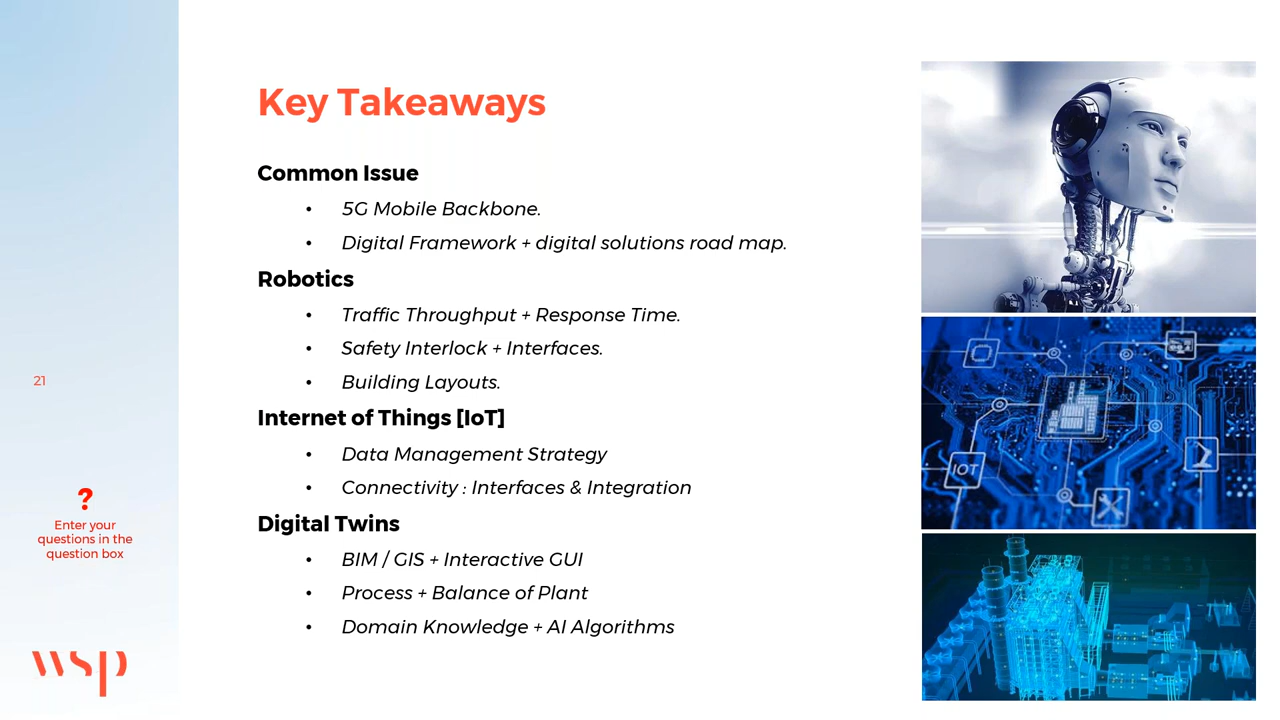 Key Takeaways
Common Issue
• 5G Mobile Backbone.
• Digital Framework + digital solutions road map.
Robotics
• Traffic Throughput + Response Time.
• Safety Interlock + Interfaces.
• Building Layouts.
Internet of Things [IoT]
• Data Management Strategy
• Connectivity : Interfaces & Integration
Digital Twins
• BIM / GIS + Interactive GUI
• Process + Balance of Plant
• Domain Knowledge + AI Algorithms
21
?
Enter your
questions in the
question box
wsp
IOT